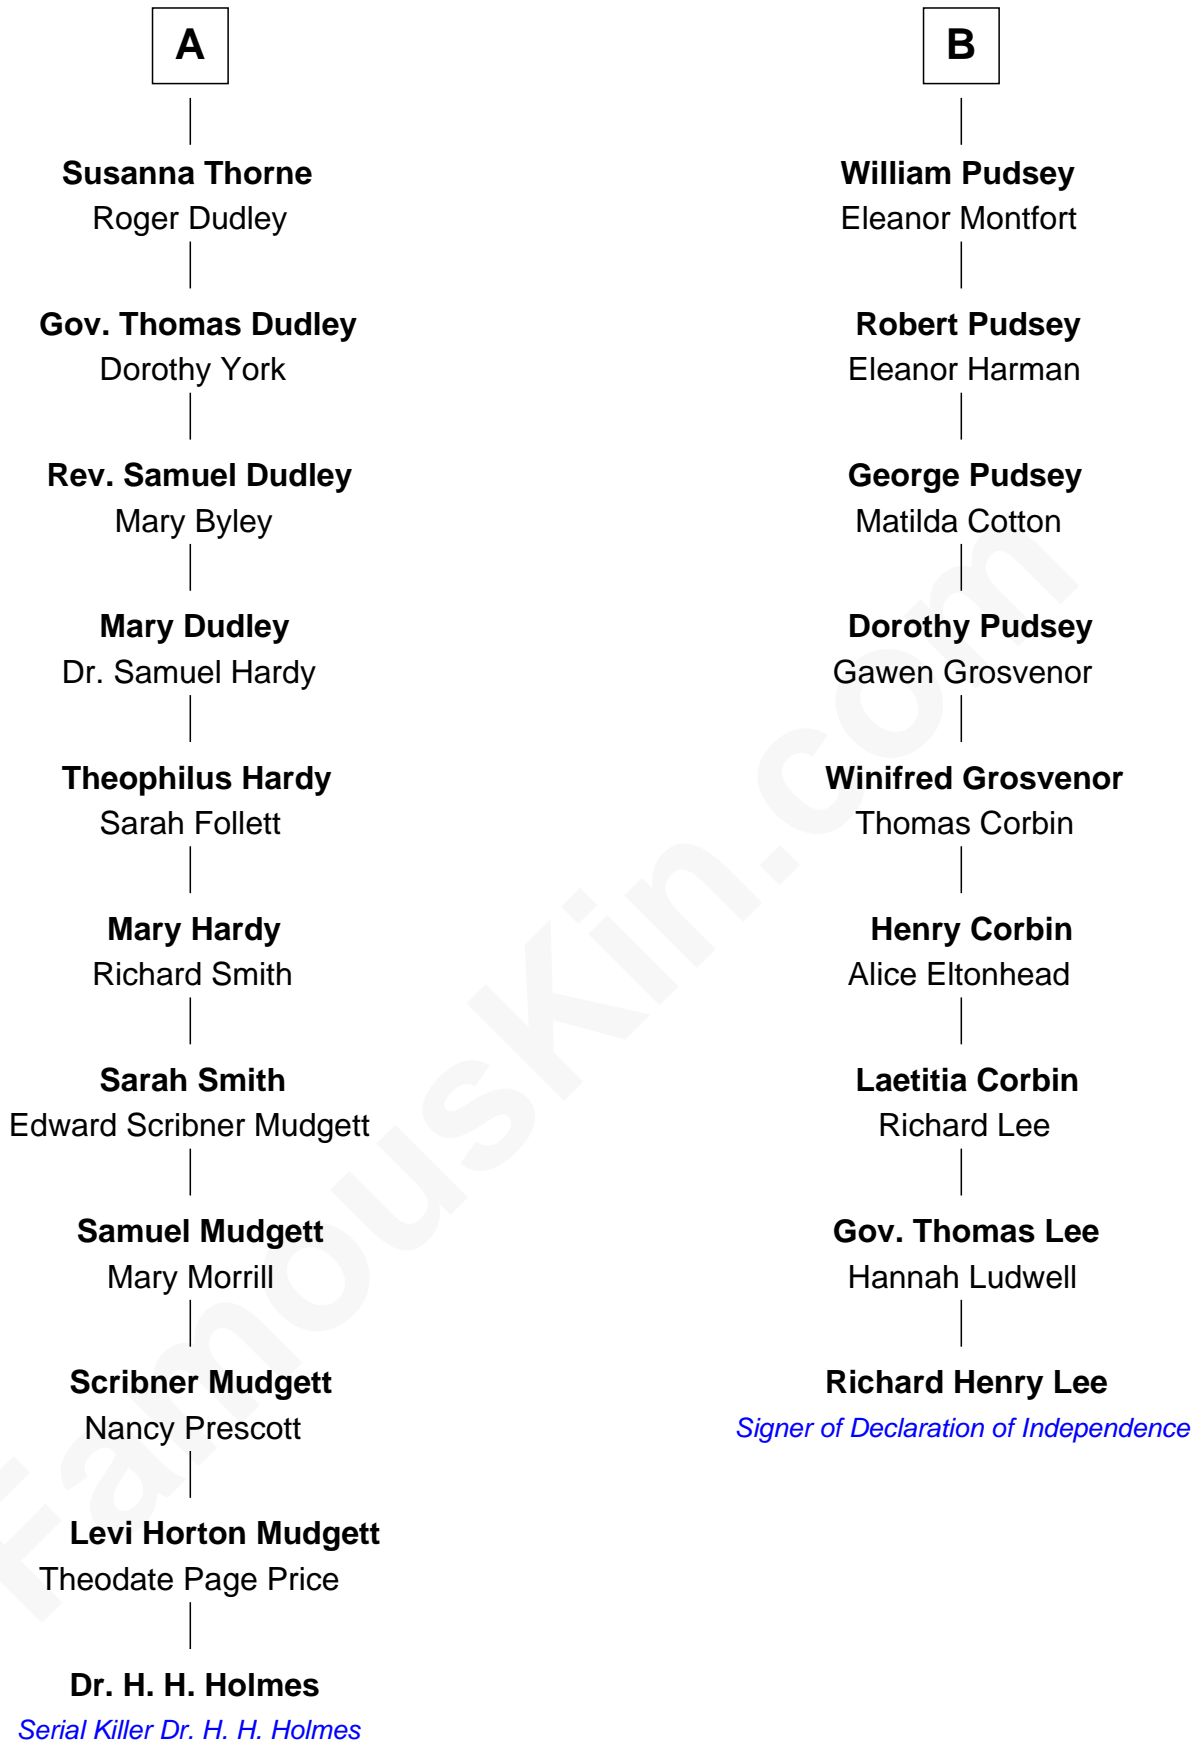 A
Susanna Thorne
Roger Dudley
Gov. Thomas Dudley
Dorothy York
Rev. Samuel Dudley
Mary Byley
Mary Dudley
Dr. Samuel Hardy
Theophilus Hardy
Sarah Follett
Mary Hardy
Richard Smith
Sarah Smith
Edward Scribner Mudgett
Samuel Mudgett
Mary Morrill
Scribner Mudgett
Nancy Prescott
Levi Horton Mudgett
Theodate Page Price
Dr. H. H. Holmes
Serial Killer Dr. H. H. Holmes
B
William Pudsey
Eleanor Montfort
Robert Pudsey
Eleanor Harman
George Pudsey
Matilda Cotton
Dorothy Pudsey
Gawen Grosvenor
Winifred Grosvenor
Thomas Corbin
Henry Corbin
Alice Eltonhead
Laetitia Corbin
Richard Lee
Gov. Thomas Lee
Hannah Ludwell
Richard Henry Lee
Signer of Declaration of Independence
FamousKin.com